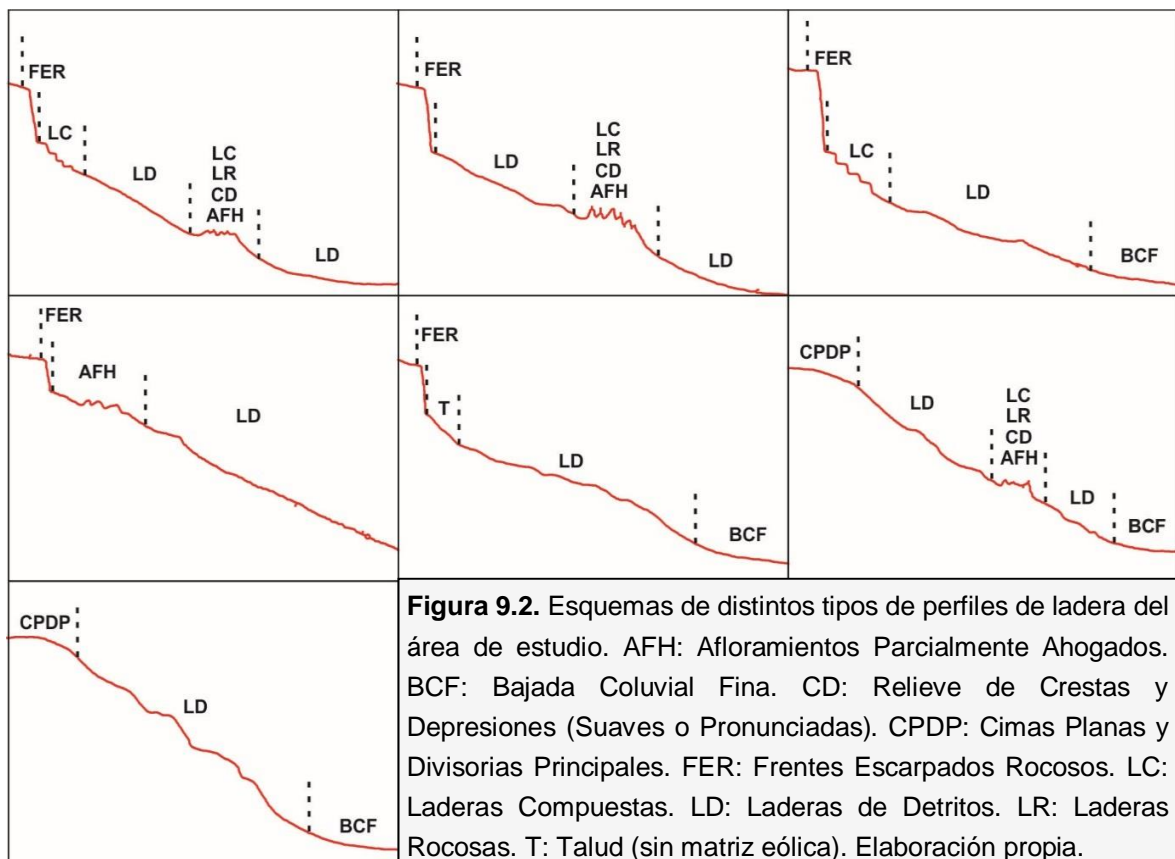 FER
LC
LD
LC
LR
CD
AFH
LD
FER
LD
LC
LR
CD
AFH
LD
FER
LC
LD
BCF
FER
AFH
LD
FER
T
LD
BCF
CPDP
LD
LC
LR
CD
AFH
LD
BCF
CPDP
LD
BCF
Figura 9.2. Esquemas de distintos tipos de perfiles de ladera del
área de estudio. AFH: Afloramientos Parcialmente Ahogados.
BCF: Bajada Coluvial Fina. CD: Relieve de Crestas y
Depresiones (Suaves o Pronunciadas). CPDP: Cimas Planas y
Divisorias Principales. FER: Frentes Escarpados Rocosos. LC:
Laderas Compuestas. LD: Laderas de Detritos. LR: Laderas
Rocosas. T: Talud (sin matriz eólica). Elaboración propia.